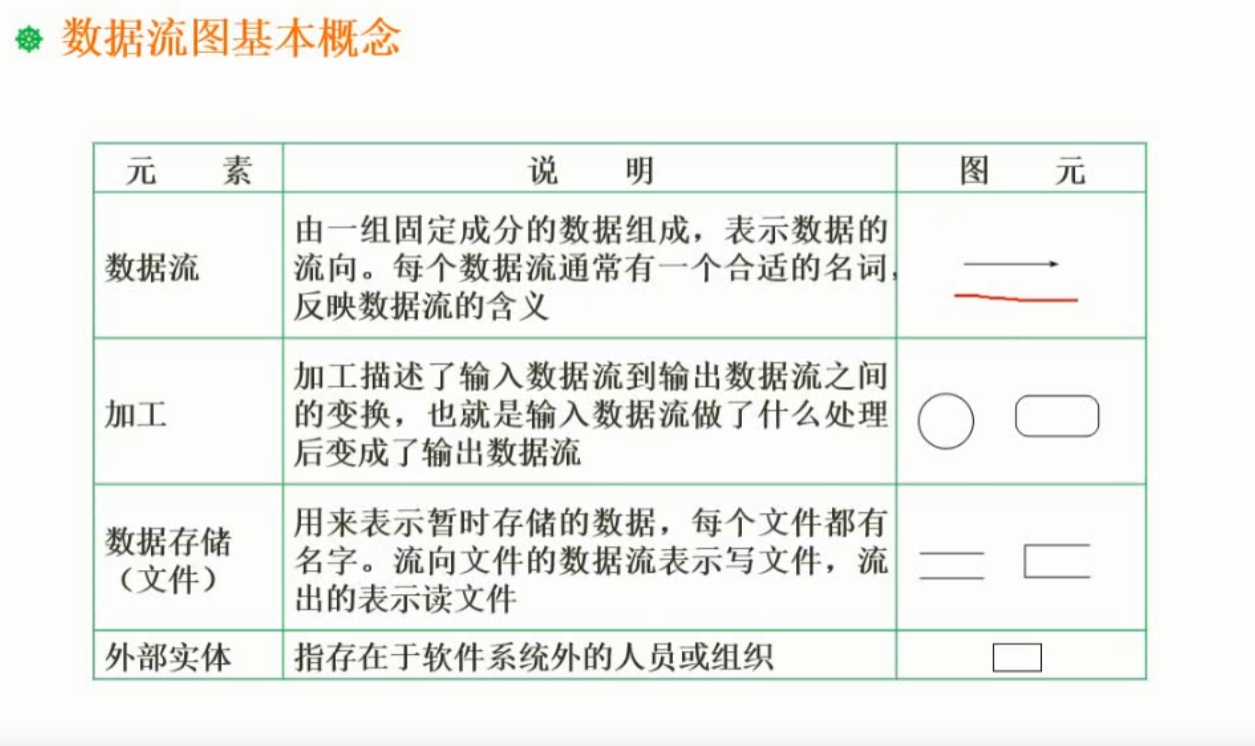 数据流图基本概念
元 素 说 明 图 元
数据流
由一组固定成分的数据组成，表示数据的
流向。每个数据流通常有一个合适的名词，
反映数据流的含义
加工
加工描述了输入数据流到输出数据流之间
的变换，也就是输入数据流做了什么处理
后变成了输出数据流
数据存储
（文件）
用来表示暂时存储的数据，每个文件都有
名字。流向文件的数据流表示写文件，流
出的表示读文件
外部实体
指存在于软件系统外的人员或组织